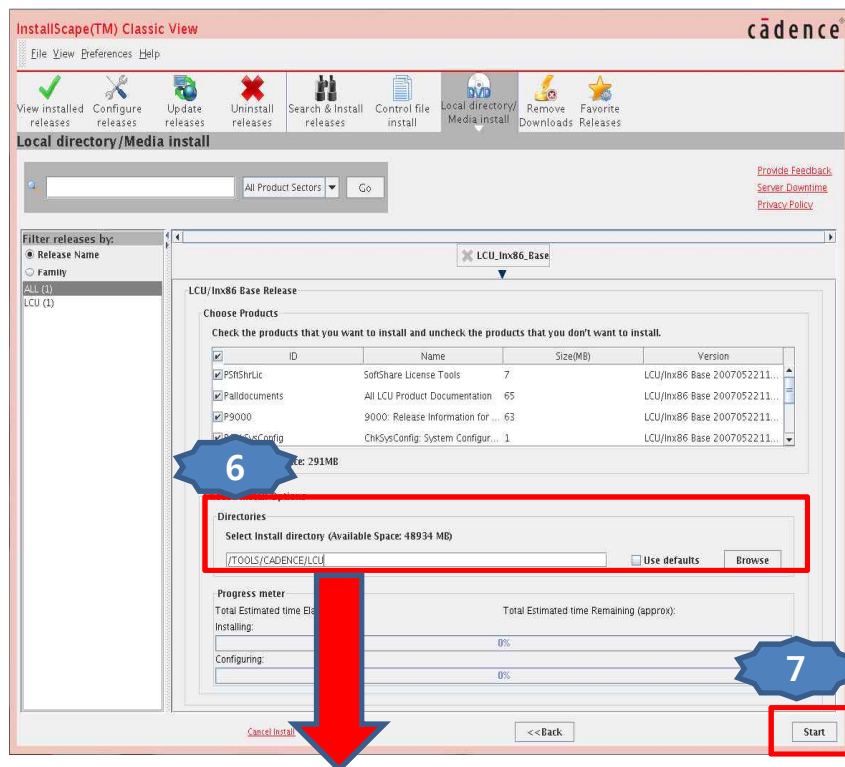 InstallScape(TM) Classic View
cādence®
File View Preferences Help
View installed releases
Configure releases
Update releases
Uninstall releases
Search & Install releases
Control file install
Local directory/ Media install
Remove Downloads
Favorite Releases
Local directory/Media install
All Product Sectors
Go
Provide Feedback
Server Downtime
Privacy Policy
Filter releases by:
Release Name
Family
ALL (1)
LCU (1)
LCU_lnx86_Base
LCU/lnx86 Base Release
Choose Products
Check the products that you want to install and uncheck the products that you don't want to install.
ID Name Size(MB) Version
PSftShrLic SoftShare License Tools 7 LCU/lnx86 Base 2007052211...
Palldocuments All LCU Product Documentation 65 LCU/lnx86 Base 2007052211...
P9000 9000: Release Information for ... 63 LCU/lnx86 Base 2007052211...
ChkSysConfig: System Configur... 1 LCU/lnx86 Base 2007052211...
291MB
6
Directories
Select Install directory (Available Space: 48934 MB)
/TOOLS/CADENCE/LCU
Use defaults
Browse
Progress meter
Total Estimated time Total Estimated time Remaining (approx):
Installing:
0%
Configuring:
0%
7
Cancel Install
<<Back
Start